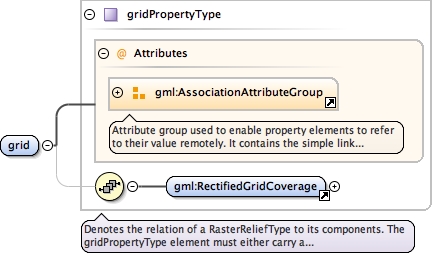 gridPropertyType
@ Attributes
gml:AssociationAttributeGroup
Attribute group used to enable property elements to refer
to their value remotely. It contains the simple link...
grid
gml:RectifiedGridCoverage
Denotes the relation of a RasterReliefType to its components. The
gridPropertyType element must either carry a...